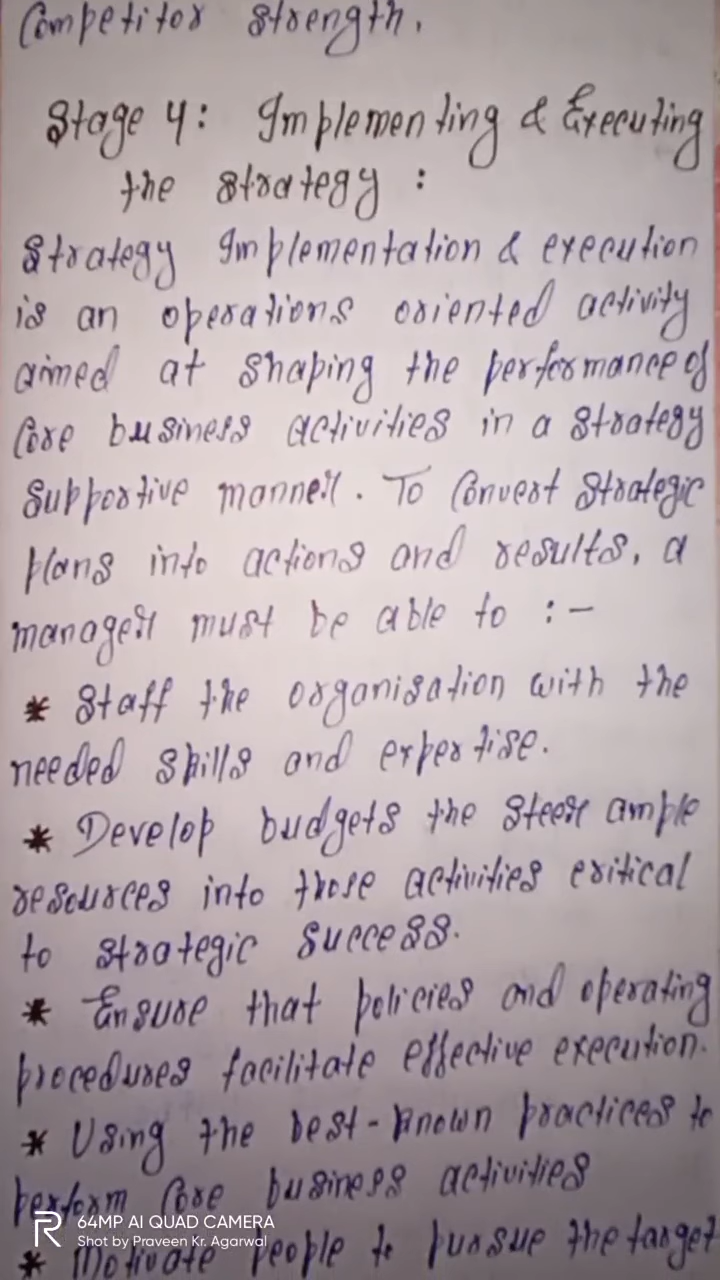 Competitor strength.
Stage 4: Implementing & Executing
the strategy :
Strategy Implementation & execution
is an operations oriented activity
aimed at shaping the performance of
Core business activities in a strategy
supportive manner. To Convert Strategic
plans into actions and results, a
manager must be able to :-
* Staff the organisation with the
needed skills and expertise.
* Develop budgets the steer ample
resources into those activities critical
to strategic success.
* Ensure that policies and operating
procedures facilitate effective execution.
* Using the best-known practices to
perform Core business activities
* Motivate People to pursue the target
64MP AI QUAD CAMERA
Shot by Praveen Kr. Agarwal